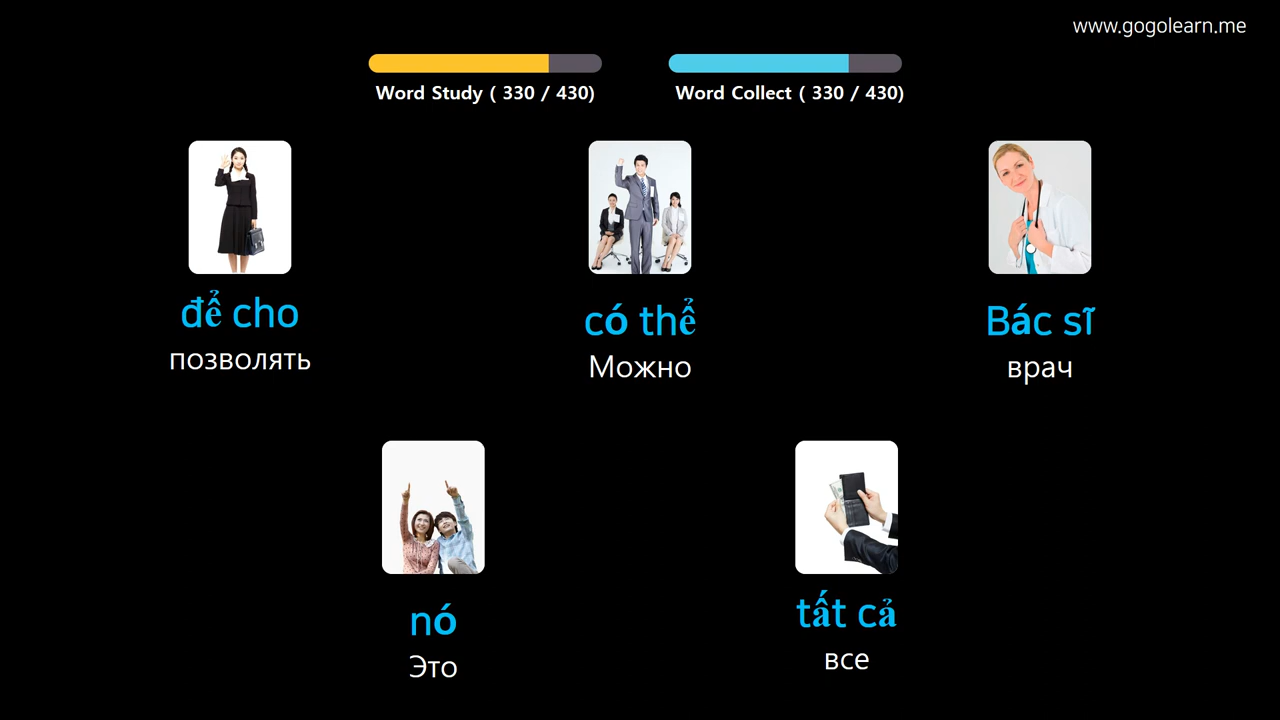 www.gogolearn.me
Word Study ( 330 / 430)
Word Collect ( 330 / 430)
để cho
позволять
có thể
Можно
Bác sĩ
врач
nó
Это
tất cả
все